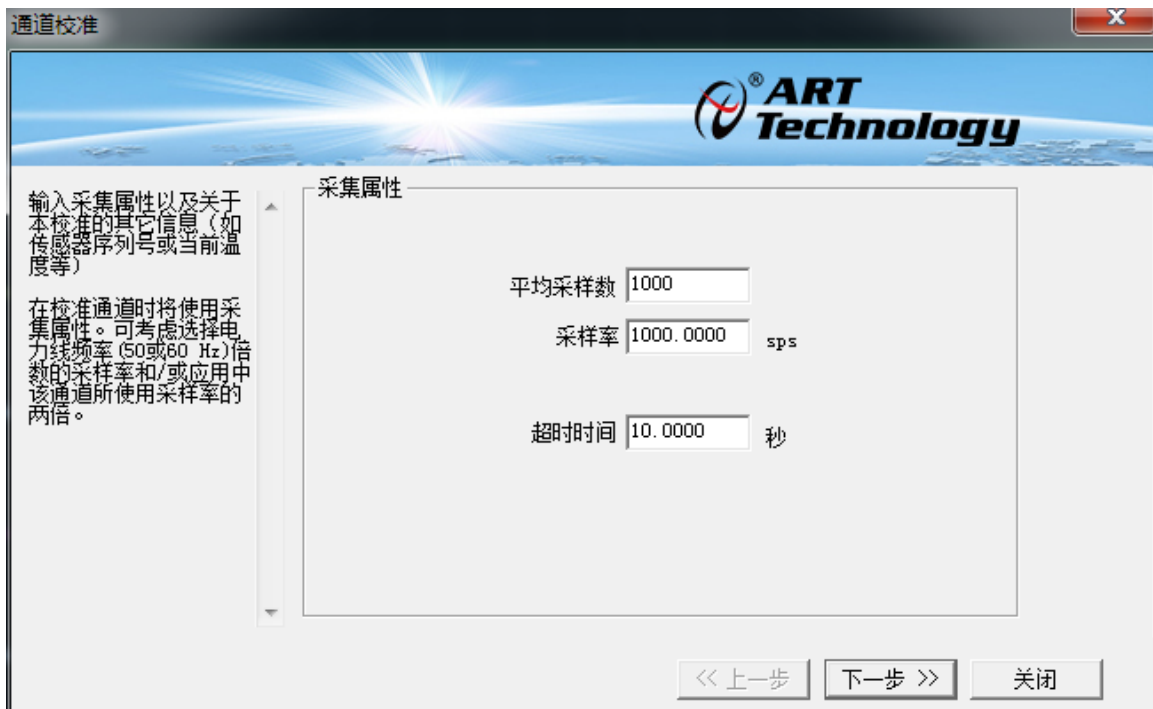 通道校准
X
®ART
Technology
输入采集属性以及关于
本校准的其它信息（如
传感器序列号或当前温
度等）
在校准通道时将使用采
集属性。可考虑选择电
力线频率(50或60 Hz)倍
数的采样率和/或应用中
该通道所使用采样率的
两倍。
采集属性
平均采样数 1000
采样率 1000.0000 sps
超时时间 10.0000 秒
<< 上一步 下一步 >> 关闭